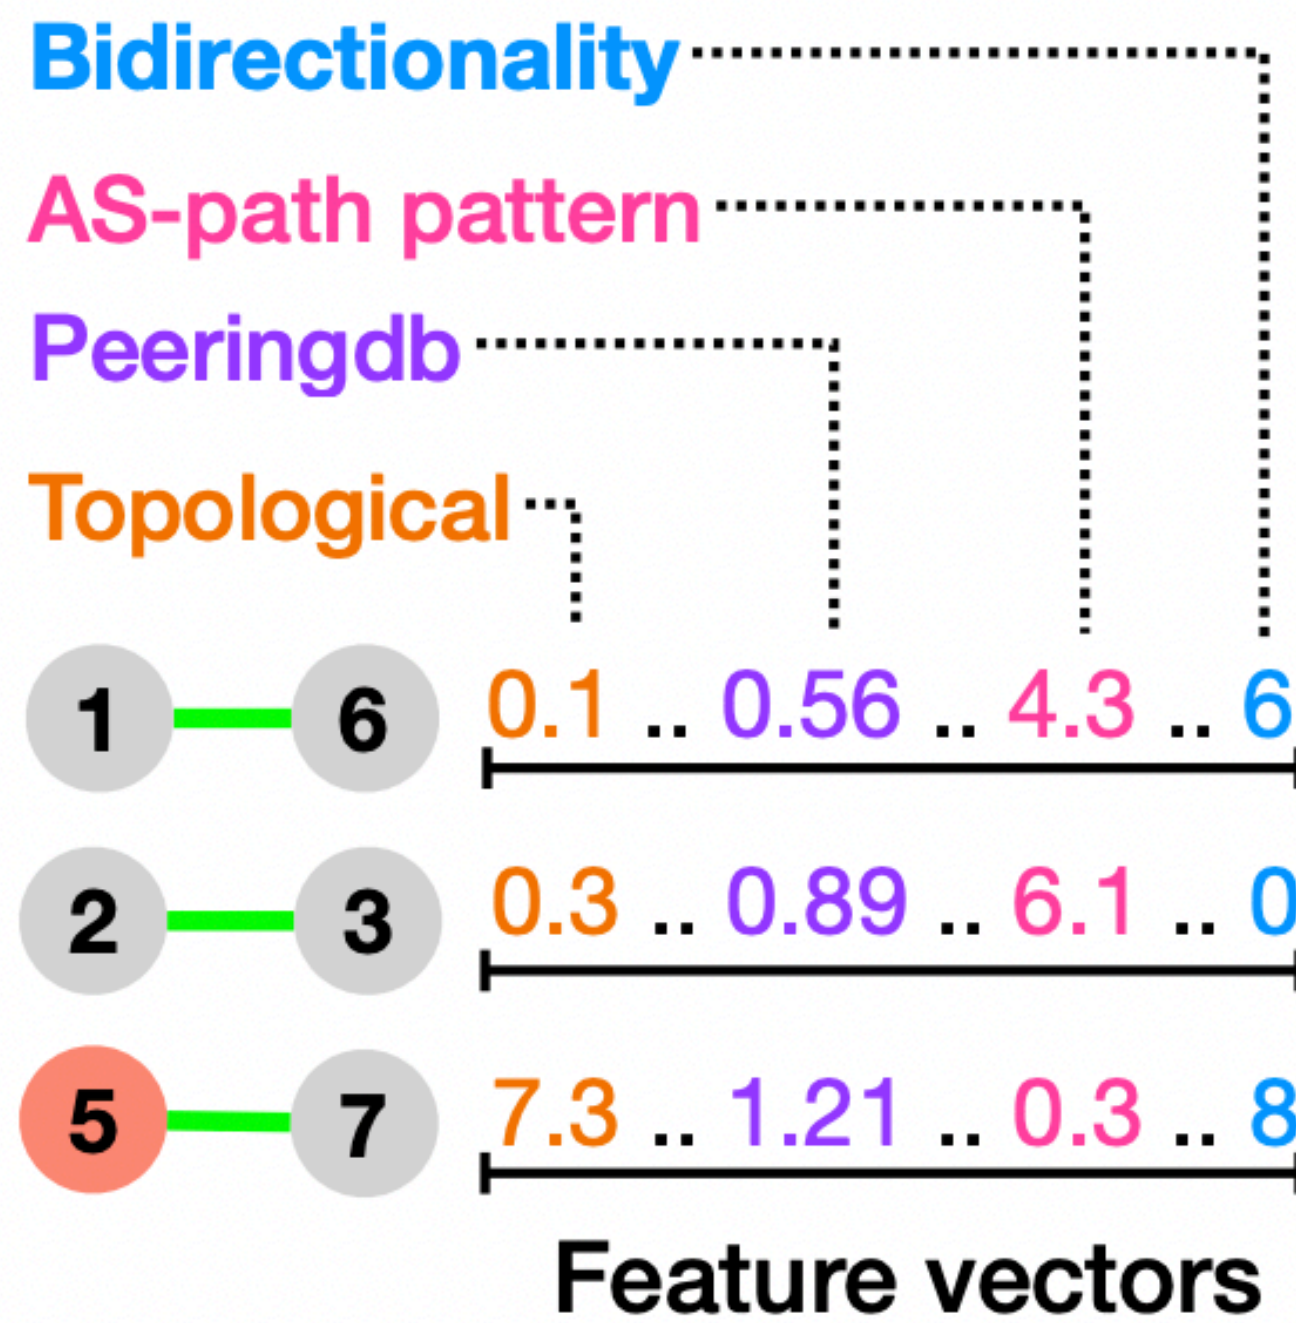 Bidirectionality
AS-path pattern
Peeringdb
Topological
1 6 0.1 .. 0.56 .. 4.3 .. 6
2 3 0.3 .. 0.89 .. 6.1 .. 0
5 7 7.3 .. 1.21 .. 0.3 .. 8
Feature vectors